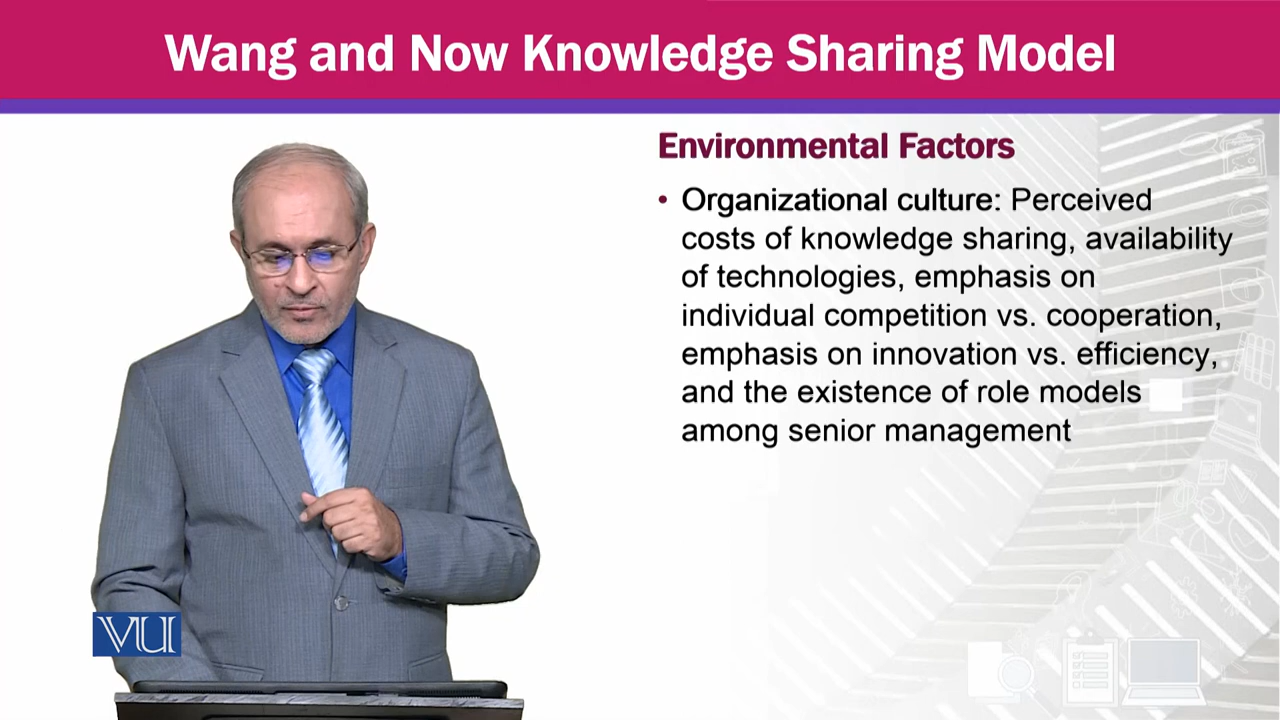 Wang and Now Knowledge Sharing Model
Environmental Factors
• Organizational culture: Perceived
costs of knowledge sharing, availability
of technologies, emphasis on
individual competition vs. cooperation,
emphasis on innovation vs. efficiency,
and the existence of role models
among senior management
VU